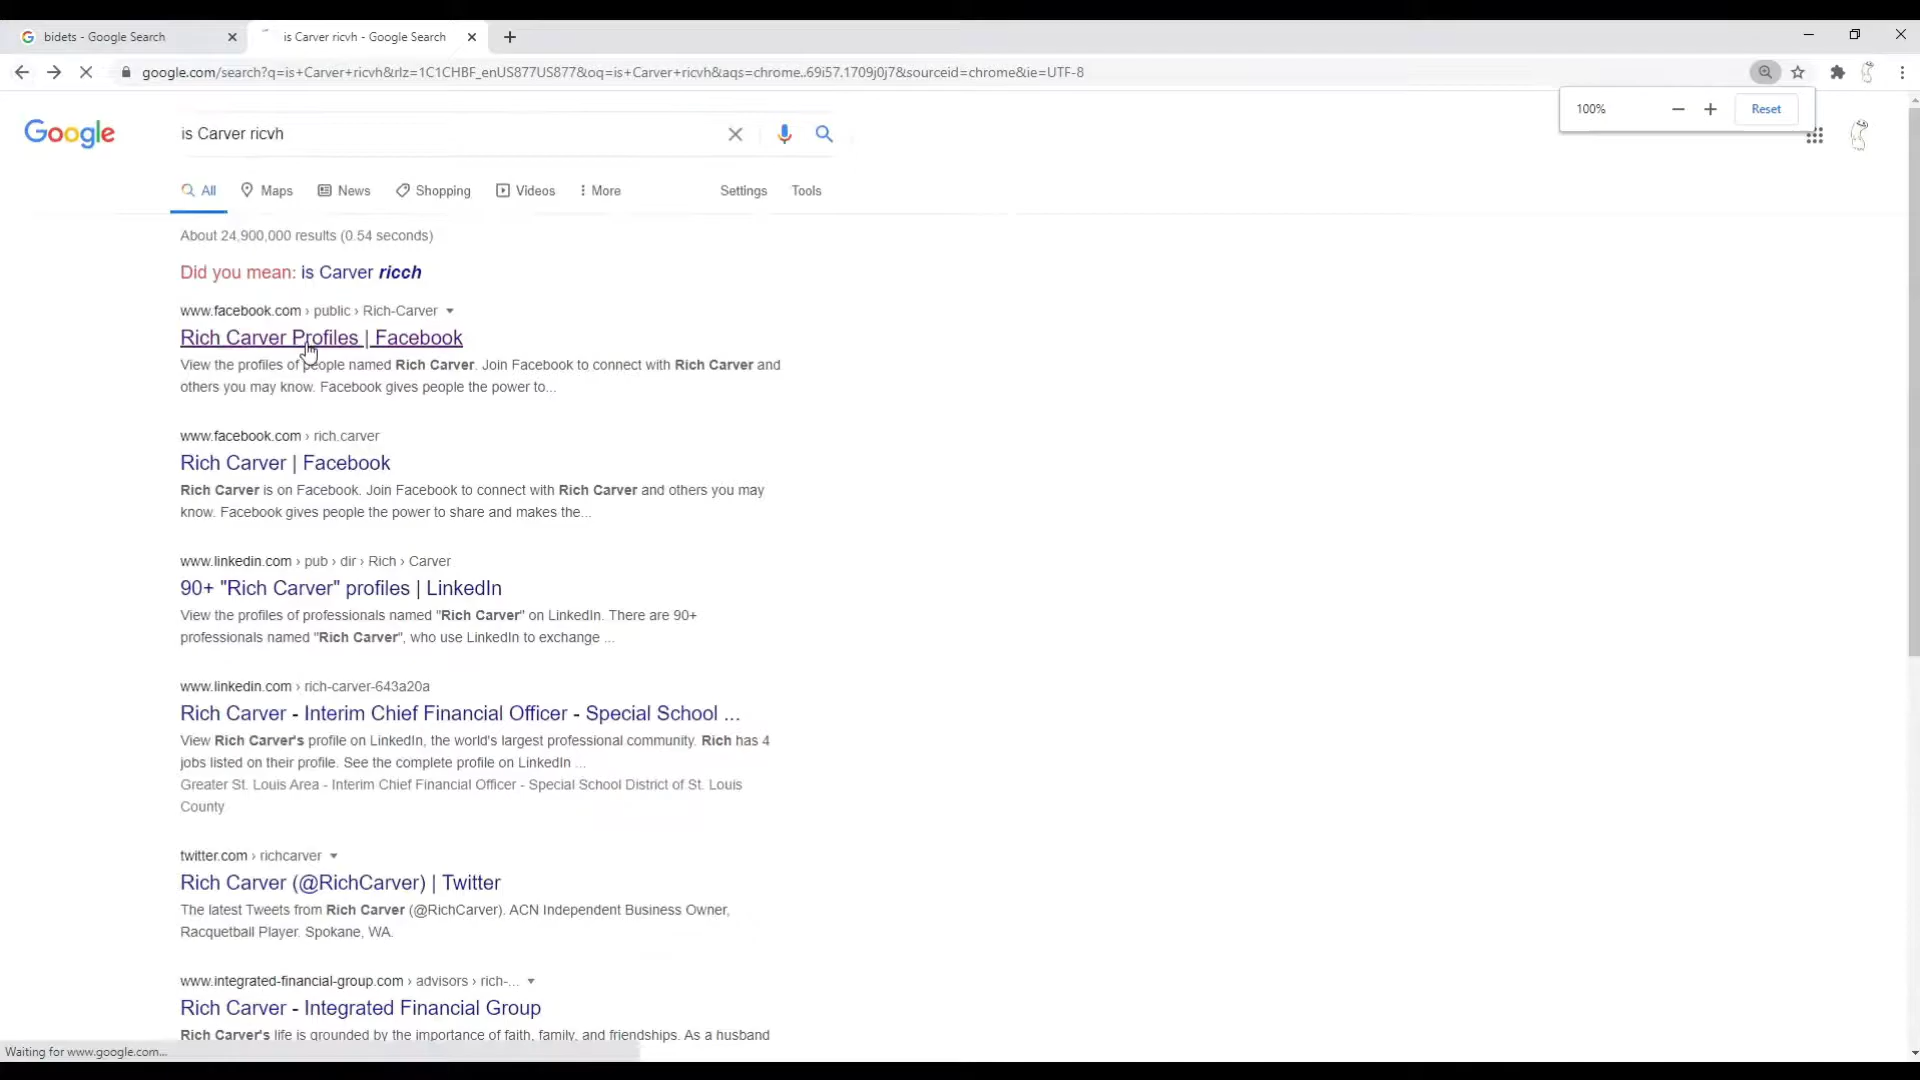 bidets - Google Search
is Carver ricvh - Google Search
google.com/search?q=is+Carver+ricvh&rlz=1C1CHBF_enUS877US877&oq=is+Carver+ricvh&aqs=chrome..69i57.1709j0j7&sourceid=chrome&ie=UTF-8
100%
Reset
Google
is Carver ricvh
All
Maps
News
Shopping
Videos
More
Settings
Tools
About 24,900,000 results (0.54 seconds)
Did you mean: is Carver ricch
www.facebook.com › public › Rich-Carver
Rich Carver Profiles | Facebook
View the profiles of people named Rich Carver. Join Facebook to connect with Rich Carver and
others you may know. Facebook gives people the power to...
www.facebook.com › rich.carver
Rich Carver | Facebook
Rich Carver is on Facebook. Join Facebook to connect with Rich Carver and others you may
know. Facebook gives people the power to share and makes the...
www.linkedin.com › pub › dir › Rich › Carver
90+ "Rich Carver" profiles | LinkedIn
View the profiles of professionals named "Rich Carver" on LinkedIn. There are 90+
professionals named "Rich Carver", who use LinkedIn to exchange ...
www.linkedin.com › rich-carver-643a20a
Rich Carver - Interim Chief Financial Officer - Special School ...
View Rich Carver's profile on LinkedIn, the world's largest professional community. Rich has 4
jobs listed on their profile. See the complete profile on LinkedIn ...
Greater St. Louis Area - Interim Chief Financial Officer - Special School District of St. Louis
County
twitter.com › richcarver
Rich Carver (@RichCarver) | Twitter
The latest Tweets from Rich Carver (@RichCarver). ACN Independent Business Owner,
Racquetball Player. Spokane, WA.
www.integrated-financial-group.com › advisors › rich-...
Rich Carver - Integrated Financial Group
Rich Carver's life is grounded by the importance of faith, family, and friendships. As a husband
Waiting for www.google.com...